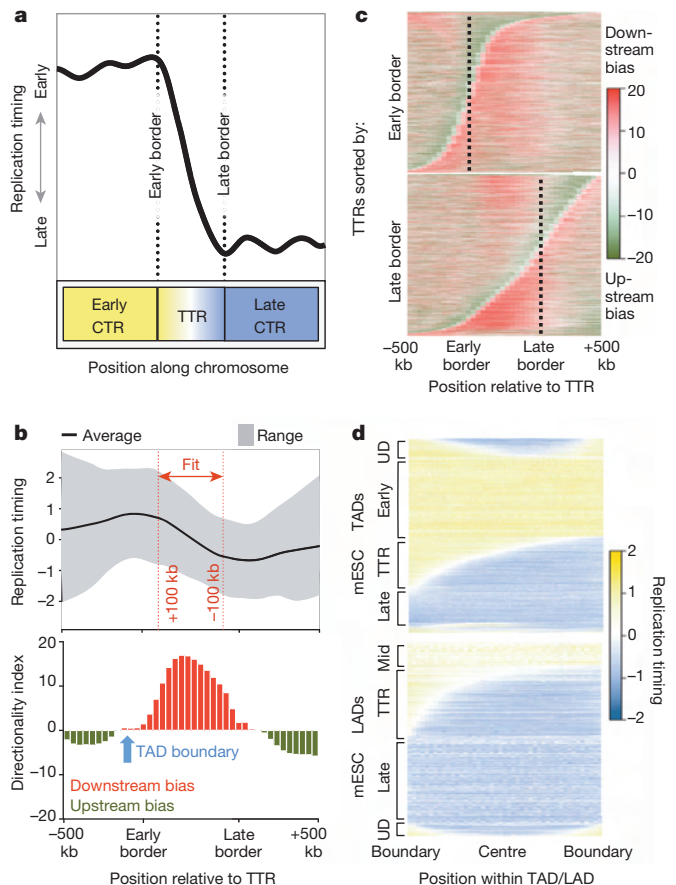 a
Replication timing
Early
Late
Early border
Late border
Early
CTR
TTR
Late
CTR
Position along chromosome
b
Average
Range
Replication timing
2
1
0
−1
−2
Fit
+100 kb
−100 kb
Directionality index
20
10
0
−10
−20
TAD boundary
Downstream bias
Upstream bias
−500
kb
Early
border
Late
border
+500
kb
Position relative to TTR
c
TTRs sorted by:
Early border
Late border
Down-
stream
bias
20
10
0
−10
−20
Up-
stream
bias
−500
kb
Early
border
Late
border
+500
kb
Position relative to TTR
d
mESC TADs
UD
Early
TTR
Late
mESC LADs
Mid
TTR
Late
UD
2
1
0
−1
−2
Replication timing
Boundary
Centre
Boundary
Position within TAD/LAD